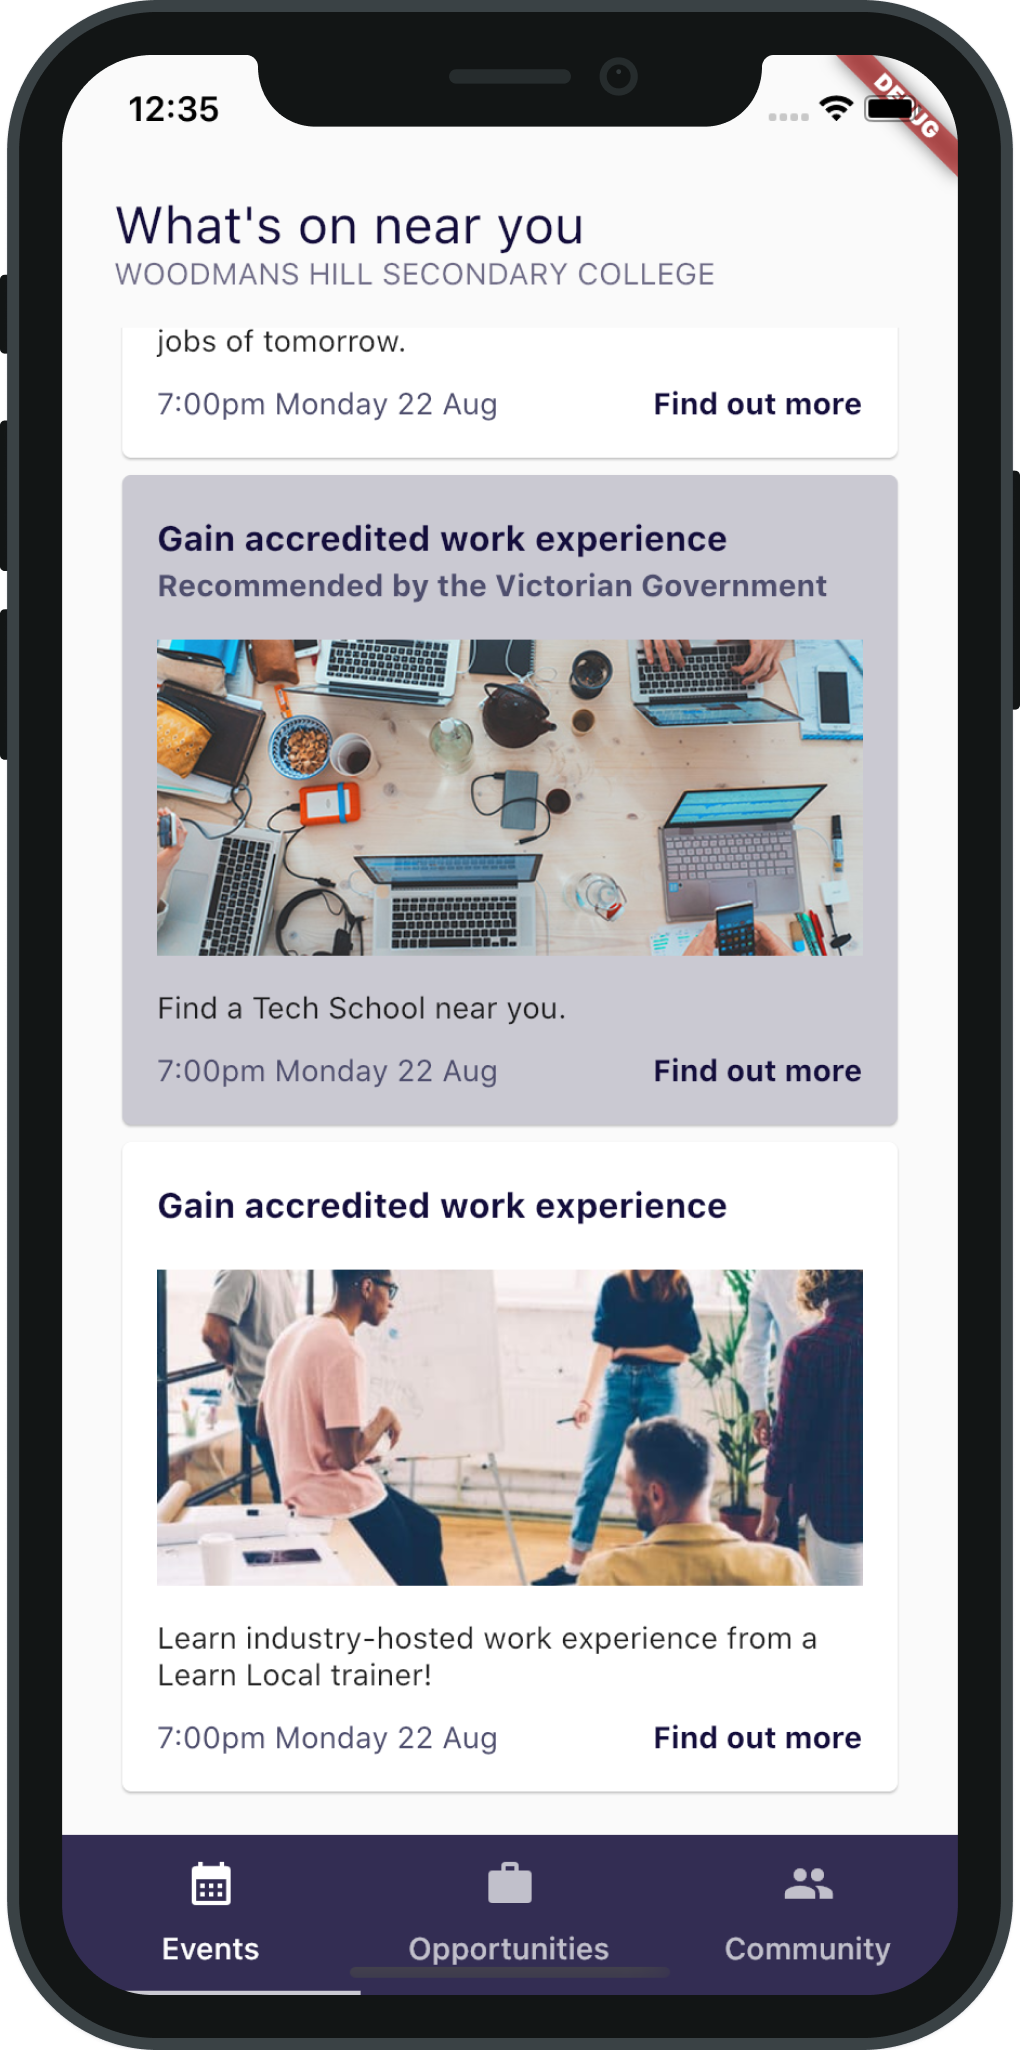 12:35
DEBUG
What's on near you
WOODMANS HILL SECONDARY COLLEGE
jobs of tomorrow.
7:00pm Monday 22 Aug
Find out more
Gain accredited work experience
Recommended by the Victorian Government
Find a Tech School near you.
7:00pm Monday 22 Aug
Find out more
Gain accredited work experience
Learn industry-hosted work experience from a
Learn Local trainer!
7:00pm Monday 22 Aug
Find out more
Events
Opportunities
Community